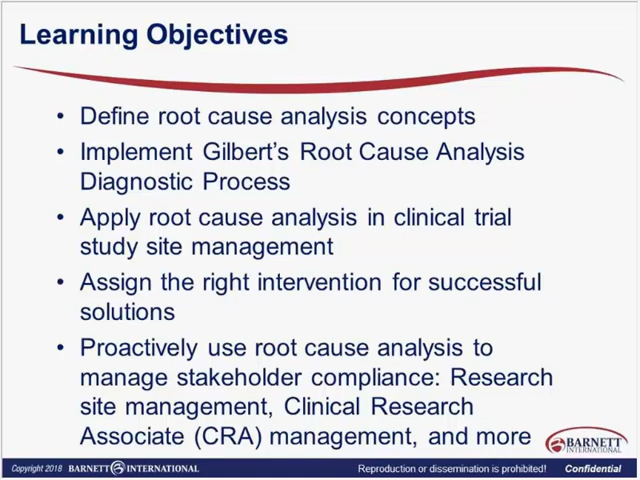 Learning Objectives
• Define root cause analysis concepts
• Implement Gilbert's Root Cause Analysis
Diagnostic Process
• Apply root cause analysis in clinical trial
study site management
• Assign the right intervention for successful
solutions
• Proactively use root cause analysis to
manage stakeholder compliance: Research
site management, Clinical Research
Associate (CRA) management, and more
BARNETT
INTERNATIONAL
Copyright 2018 BARNETT INTERNATIONAL Reproduction or dissemination is prohibited! Confidential